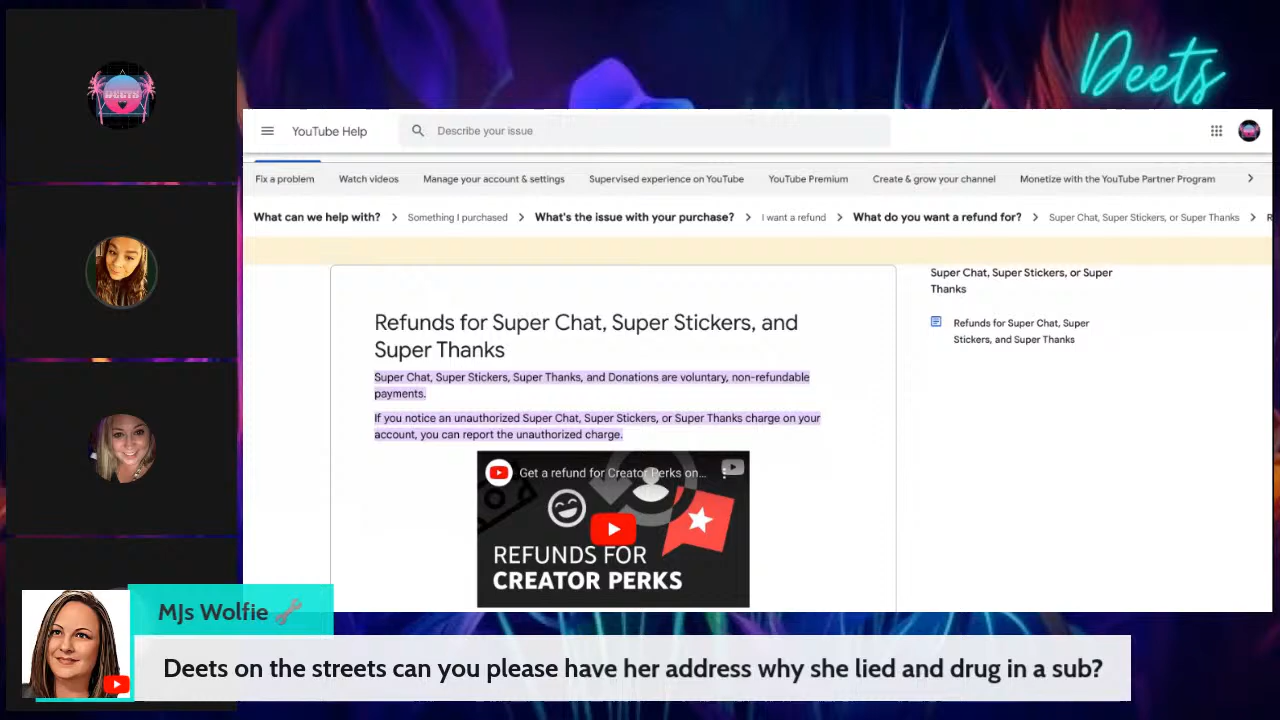 Deets
DEETS
YouTube Help
Describe your issue
Fix a problem
Watch videos
Manage your account & settings
Supervised experience on YouTube
YouTube Premium
Create & grow your channel
Monetize with the YouTube Partner Program
What can we help with? > Something I purchased > What's the issue with your purchase? > I want a refund > What do you want a refund for? > Super Chat, Super Stickers, or Super Thanks > R
Refunds for Super Chat, Super Stickers, and
Super Thanks
Super Chat, Super Stickers, Super Thanks, and Donations are voluntary, non-refundable
payments.
If you notice an unauthorized Super Chat, Super Stickers, or Super Thanks charge on your
account, you can report the unauthorized charge.
Get a refund for Creator Perks on...
REFUNDS FOR
CREATOR PERKS
Super Chat, Super Stickers, or Super
Thanks
Refunds for Super Chat, Super
Stickers, and Super Thanks
MJs Wolfie
Deets on the streets can you please have her address why she lied and drug in a sub?